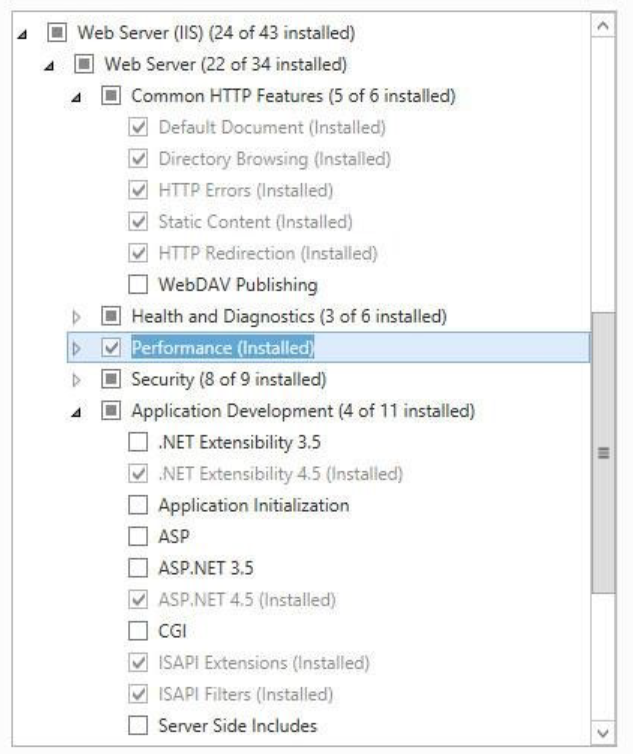 Web Server (IIS) (24 of 43 installed)
Web Server (22 of 34 installed)
Common HTTP Features (5 of 6 installed)
Default Document (Installed)
Directory Browsing (Installed)
HTTP Errors (Installed)
Static Content (Installed)
HTTP Redirection (Installed)
WebDAV Publishing
Health and Diagnostics (3 of 6 installed)
Performance (Installed)
Security (8 of 9 installed)
Application Development (4 of 11 installed)
.NET Extensibility 3.5
.NET Extensibility 4.5 (Installed)
Application Initialization
ASP
ASP.NET 3.5
ASP.NET 4.5 (Installed)
CGI
ISAPI Extensions (Installed)
ISAPI Filters (Installed)
Server Side Includes